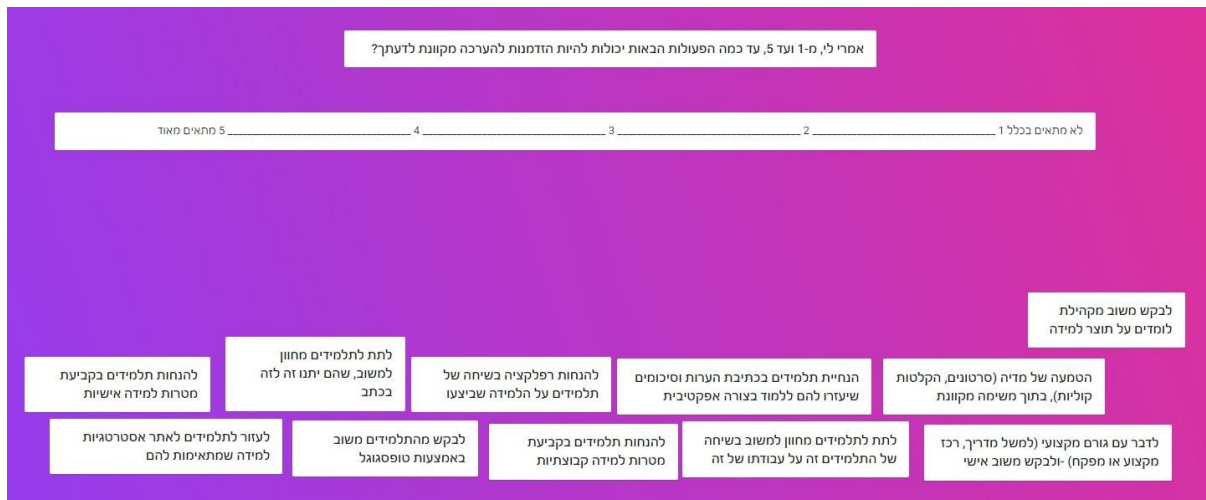 אמרי לי, מ-1 ועד 5, עד כמה הפעולות הבאות יכולות להיות הזדמנות להערכה מקוונת לדעתך?
לא מתאים בכלל 1 ______________________________ 2 ______________________________ 3 ______________________________ 4 ______________________________ 5 מתאים מאוד
לבקש משוב מקהילת
לומדים על תוצר למידה
הטמעה של מדיה (סרטונים, הקלטות
קוליות), בתוך משימה מקוונת
הנחיית תלמידים בכתיבת הערות וסיכומים
שיעזרו להם ללמוד בצורה אפקטיבית
להנחות רפלקציה בשיחה של
תלמידים על הלמידה שביצעו
לתת לתלמידים מחוון
למשוב, שהם יתנו זה לזה
בכתב
להנחות תלמידים בקביעת
מטרות למידה אישיות
לדבר עם גורם מקצועי (למשל מדריך, רכז
מקצוע או מפקח) -ולבקש משוב אישי
לתת לתלמידים מחוון למשוב בשיחה
של התלמידים זה על עבודתו של זה
להנחות תלמידים בקביעת
מטרות למידה קבוצתיות
לבקש מהתלמידים משוב
באמצעות טופסגוגל
לעזור לתלמידים לאתר אסטרטגיות
למידה שמתאימות להם